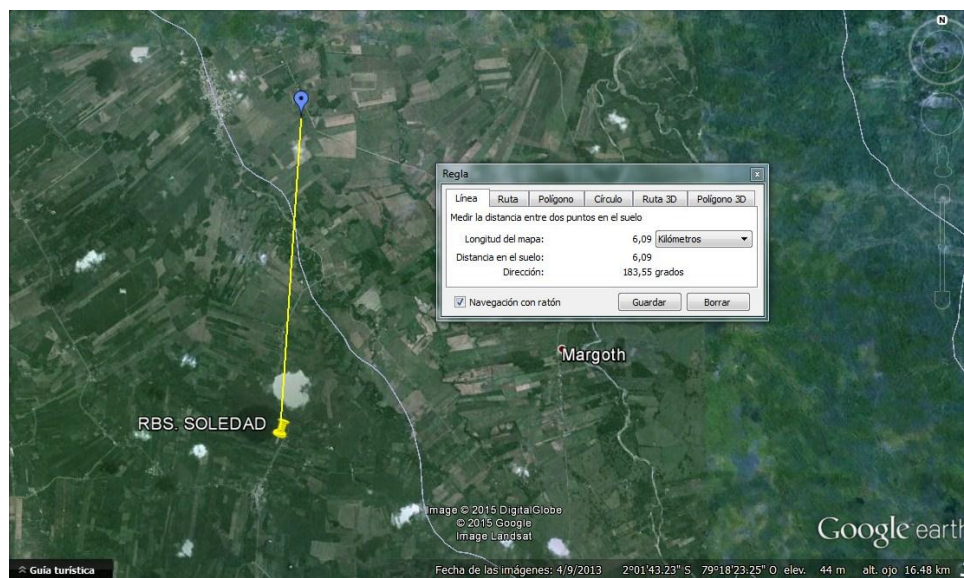 N
Regla
Línea Ruta Polígono Círculo Ruta 3D Polígono 3D
Medir la distancia entre dos puntos en el suelo
Longitud del mapa: 6,09 Kilómetros
Distancia en el suelo: 6,09
Dirección: 183,55 grados
Navegación con ratón Guardar Borrar
Margoth
RBS. SOLEDAD
Image © 2015 DigitalGlobe
© 2015 Google
Image Landsat
Google earth
Guía turística
Fecha de las imágenes: 4/9/2013 2°01'43.23" S 79°18'23.25" O elev. 44 m alt. ojo 16.48 km